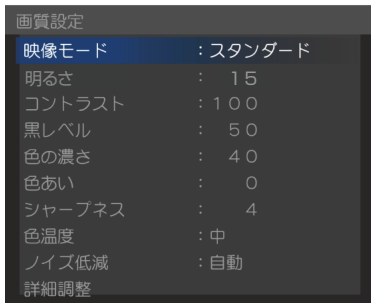 画質設定
映像モード：スタンダード
明るさ：15
コントラスト：100
黒レベル：50
色の濃さ：40
色あい：0
シャープネス：4
色温度：中
ノイズ低減：自動
詳細調整